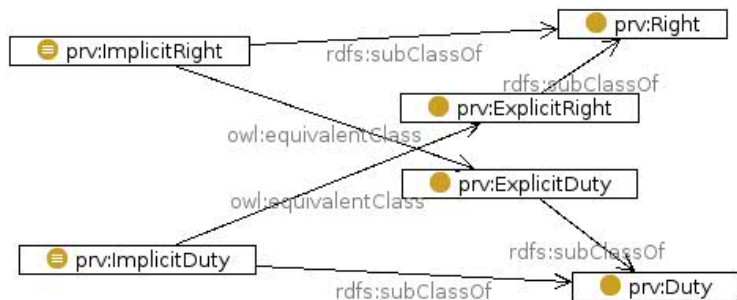 prv:Right
prv:ImplicitRight
rdfs:subClassOf
rdfs:subClassOf
prv:ExplicitRight
owl:equivalentClass
prv:ExplicitDuty
owl:equivalentClass
rdfs:subClassOf
prv:ImplicitDuty
prv:Duty
rdfs:subClassOf